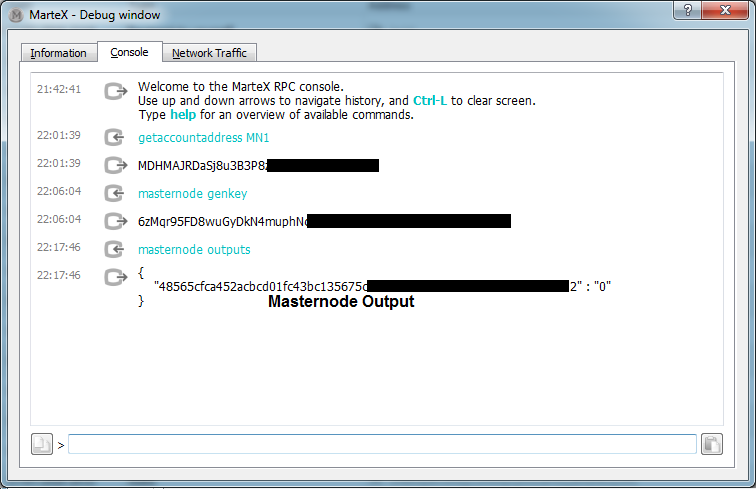 MarteX - Debug window
Information Console Network Traffic
21:42:41 Welcome to the MarteX RPC console.
Use up and down arrows to navigate history, and Ctrl-L to clear screen.
Type help for an overview of available commands.
22:01:39 getaccountaddress MN1
22:01:39 MDHMAJRDaSj8u3B3P8
22:06:04 masternode genkey
22:06:04 6zMqr95FD8wuGyDkN4muphN
22:17:46 masternode outputs
22:17:46 {
"48565cfca452acbcd01fc43bc135675c 2" : "0"
}
Masternode Output
>